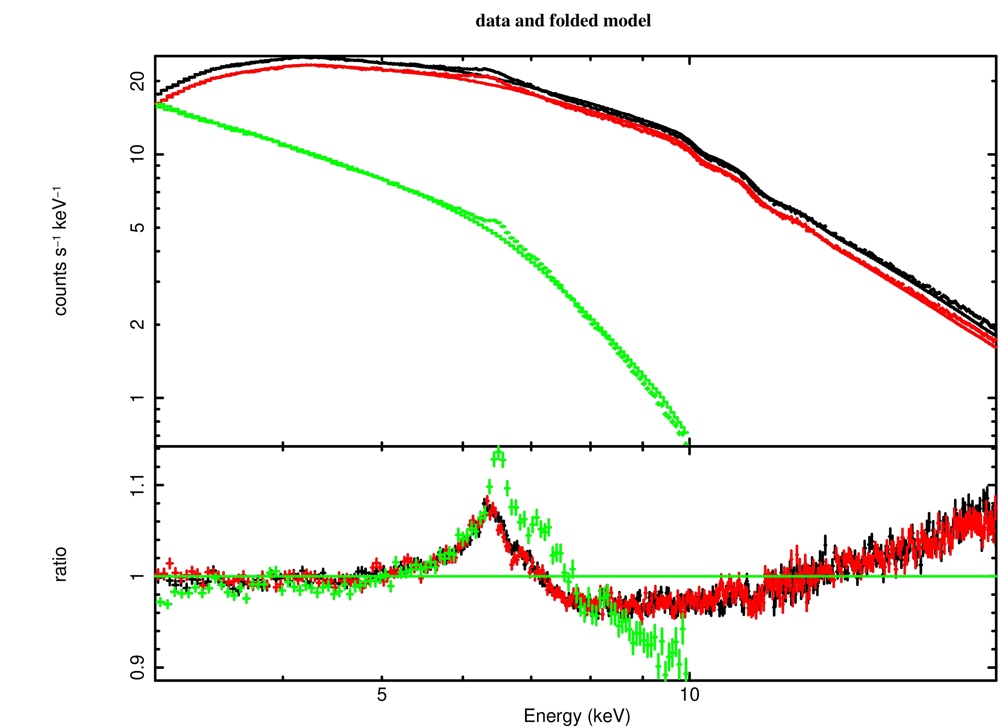 data and folded model
counts s⁻¹ keV⁻¹
20
10
5
2
1
ratio
1.1
1
0.9
5
10
Energy (keV)